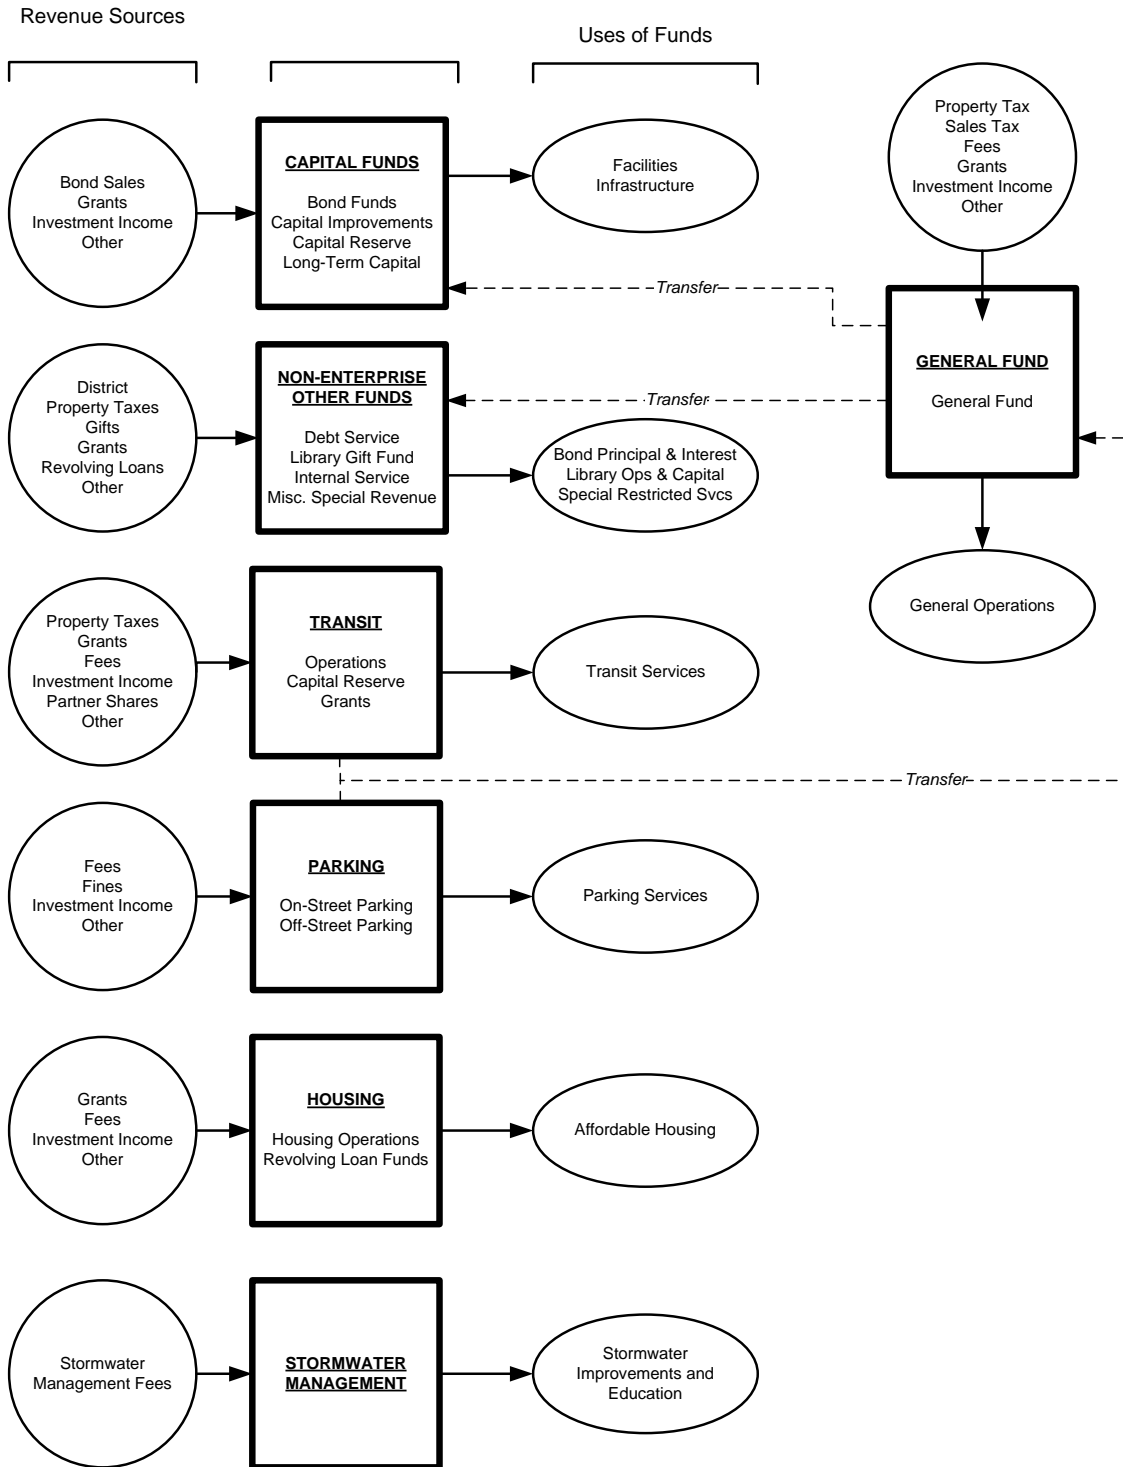 Revenue Sources
Uses of Funds
Bond Sales
Grants
Investment Income
Other
CAPITAL FUNDS
Bond Funds
Capital Improvements
Capital Reserve
Long-Term Capital
Facilities
Infrastructure
Property Tax
Sales Tax
Fees
Grants
Investment Income
Other
Transfer
GENERAL FUND
General Fund
District
Property Taxes
Gifts
Grants
Revolving Loans
Other
NON-ENTERPRISE
OTHER FUNDS
Debt Service
Library Gift Fund
Internal Service
Misc. Special Revenue
Transfer
Bond Principal & Interest
Library Ops & Capital
Special Restricted Svcs
General Operations
Property Taxes
Grants
Fees
Investment Income
Partner Shares
Other
TRANSIT
Operations
Capital Reserve
Grants
Transit Services
Transfer
Fees
Fines
Investment Income
Other
PARKING
On-Street Parking
Off-Street Parking
Parking Services
Grants
Fees
Investment Income
Other
HOUSING
Housing Operations
Revolving Loan Funds
Affordable Housing
Stormwater
Management Fees
STORMWATER
MANAGEMENT
Stormwater
Improvements and
Education